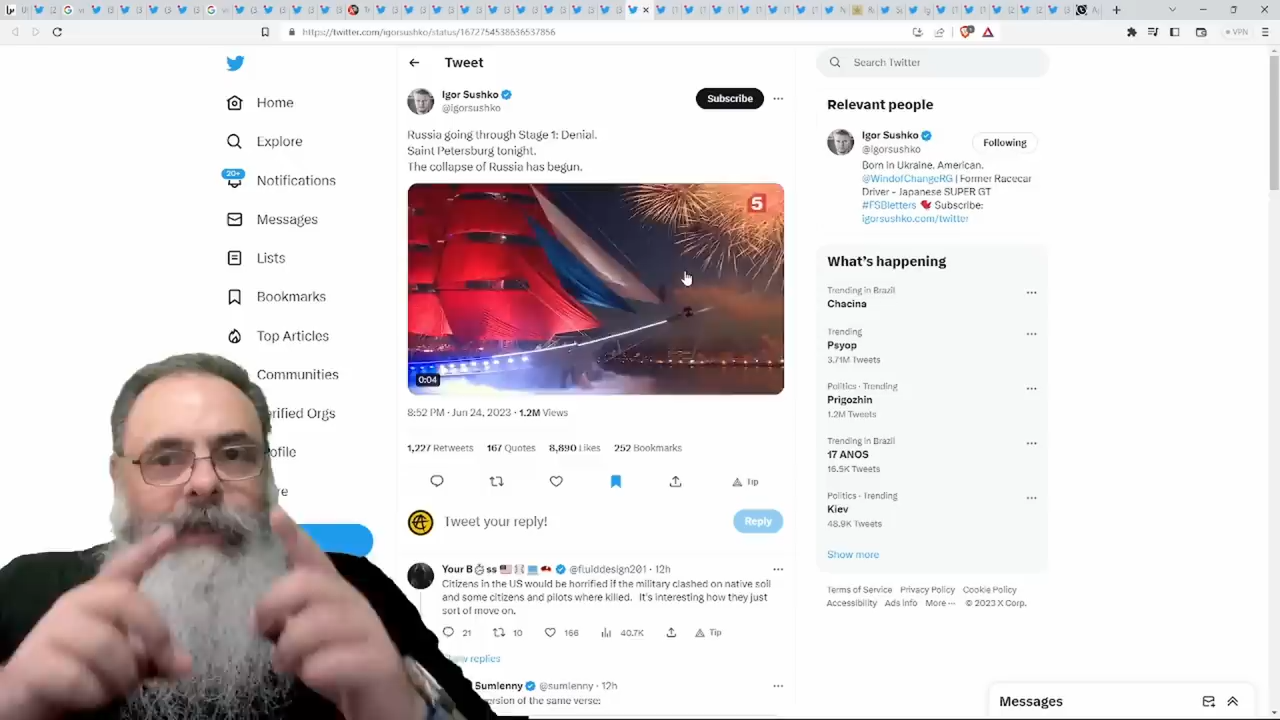 https://twitter.com/igorsushko/status/1672754538636537856
VPN
Home
Explore
20+
Notifications
Messages
Lists
Bookmarks
Top Articles
Communities
Tweet
Igor Sushko
@igorsushko
Subscribe
Russia going through Stage 1: Denial.
Saint Petersburg tonight.
The collapse of Russia has begun.
5
0:04
8:52 PM · Jun 24, 2023 · 1.2M Views
1,227 Retweets 167 Quotes 8,890 Likes 252 Bookmarks
Tip
Tweet your reply!
Reply
@fluiddesign201 · 12h
Citizens in the US would be horrified if the military clashed on native soil
and some citizens and pilots where killed. It's interesting how they just
sort of move on.
21 10 166 40.7K Tip
replies
Sumlenny @sumlenny · 12h
version of the same verse:
Search Twitter
Relevant people
Igor Sushko
@igorsushko
Following
Born in Ukraine. American.
@WindofChangeRG | Former Racecar
Driver - Japanese SUPER GT
#FSBletters Subscribe:
igorsushko.com/twitter
What's happening
Trending in Brazil
Chacina
Trending
Psyop
3.71M Tweets
Politics · Trending
Prigozhin
1.2M Tweets
Trending in Brazil
17 ANOS
16.5K Tweets
Politics · Trending
Kiev
48.9K Tweets
Show more
Terms of Service Privacy Policy Cookie Policy
Accessibility Ads info More ··· © 2023 X Corp.
Messages